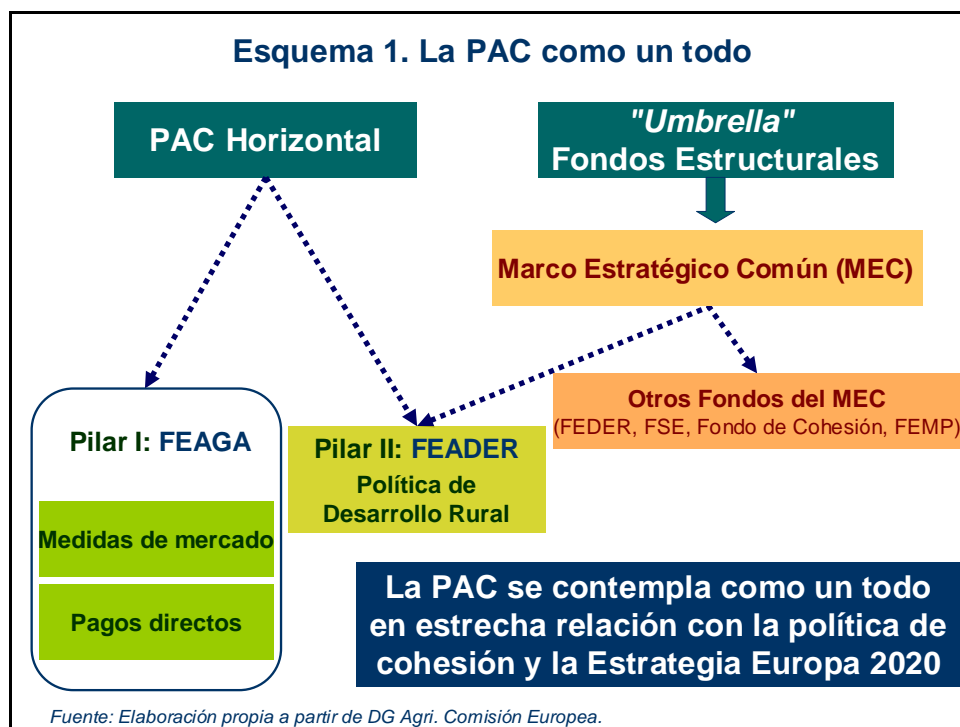 Esquema 1. La PAC como un todo
PAC Horizontal
"Umbrella"
Fondos Estructurales
Marco Estratégico Común (MEC)
Otros Fondos del MEC
(FEDER, FSE, Fondo de Cohesión, FEMP)
Pilar I: FEAGA
Medidas de mercado
Pagos directos
Pilar II: FEADER
Política de
Desarrollo Rural
La PAC se contempla como un todo
en estrecha relación con la política de
cohesión y la Estrategia Europa 2020
Fuente: Elaboración propia a partir de DG Agri. Comisión Europea.